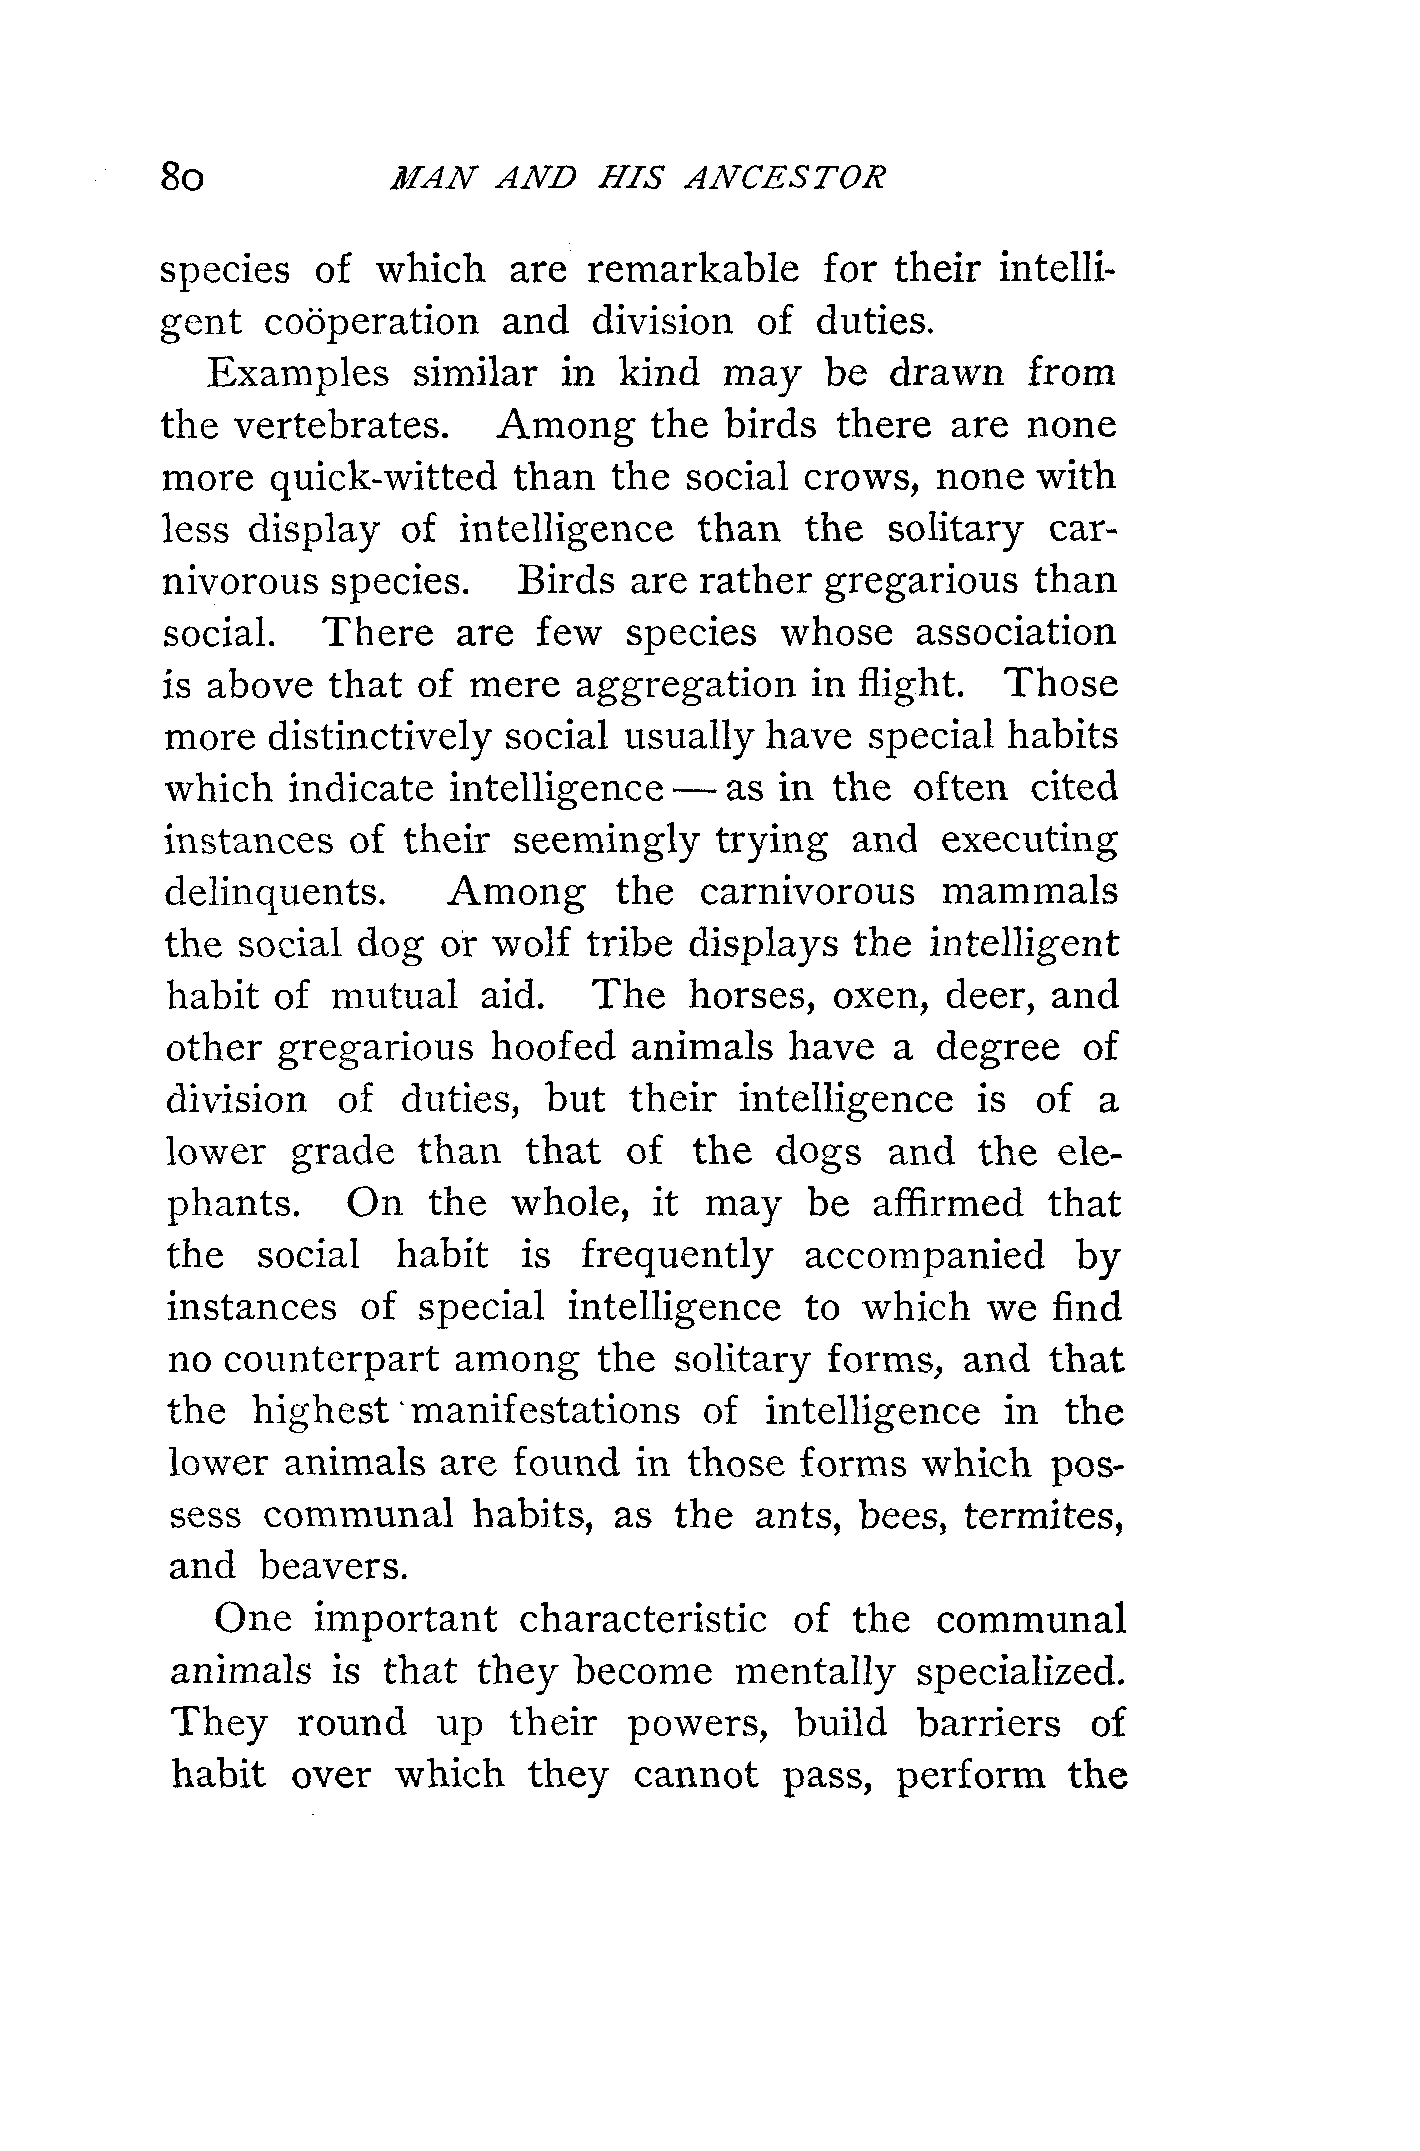 80 MAN AND HIS ANCESTOR
species of which are remarkable for their intelli-
gent coöperation and division of duties.
Examples similar in kind may be drawn from
the vertebrates. Among the birds there are none
more quick-witted than the social crows, none with
less display of intelligence than the solitary car-
nivorous species. Birds are rather gregarious than
social. There are few species whose association
is above that of mere aggregation in flight. Those
more distinctively social usually have special habits
which indicate intelligence — as in the often cited
instances of their seemingly trying and executing
delinquents. Among the carnivorous mammals
the social dog or wolf tribe displays the intelligent
habit of mutual aid. The horses, oxen, deer, and
other gregarious hoofed animals have a degree of
division of duties, but their intelligence is of a
lower grade than that of the dogs and the ele-
phants. On the whole, it may be affirmed that
the social habit is frequently accompanied by
instances of special intelligence to which we find
no counterpart among the solitary forms, and that
the highest manifestations of intelligence in the
lower animals are found in those forms which pos-
sess communal habits, as the ants, bees, termites,
and beavers.
One important characteristic of the communal
animals is that they become mentally specialized.
They round up their powers, build barriers of
habit over which they cannot pass, perform the